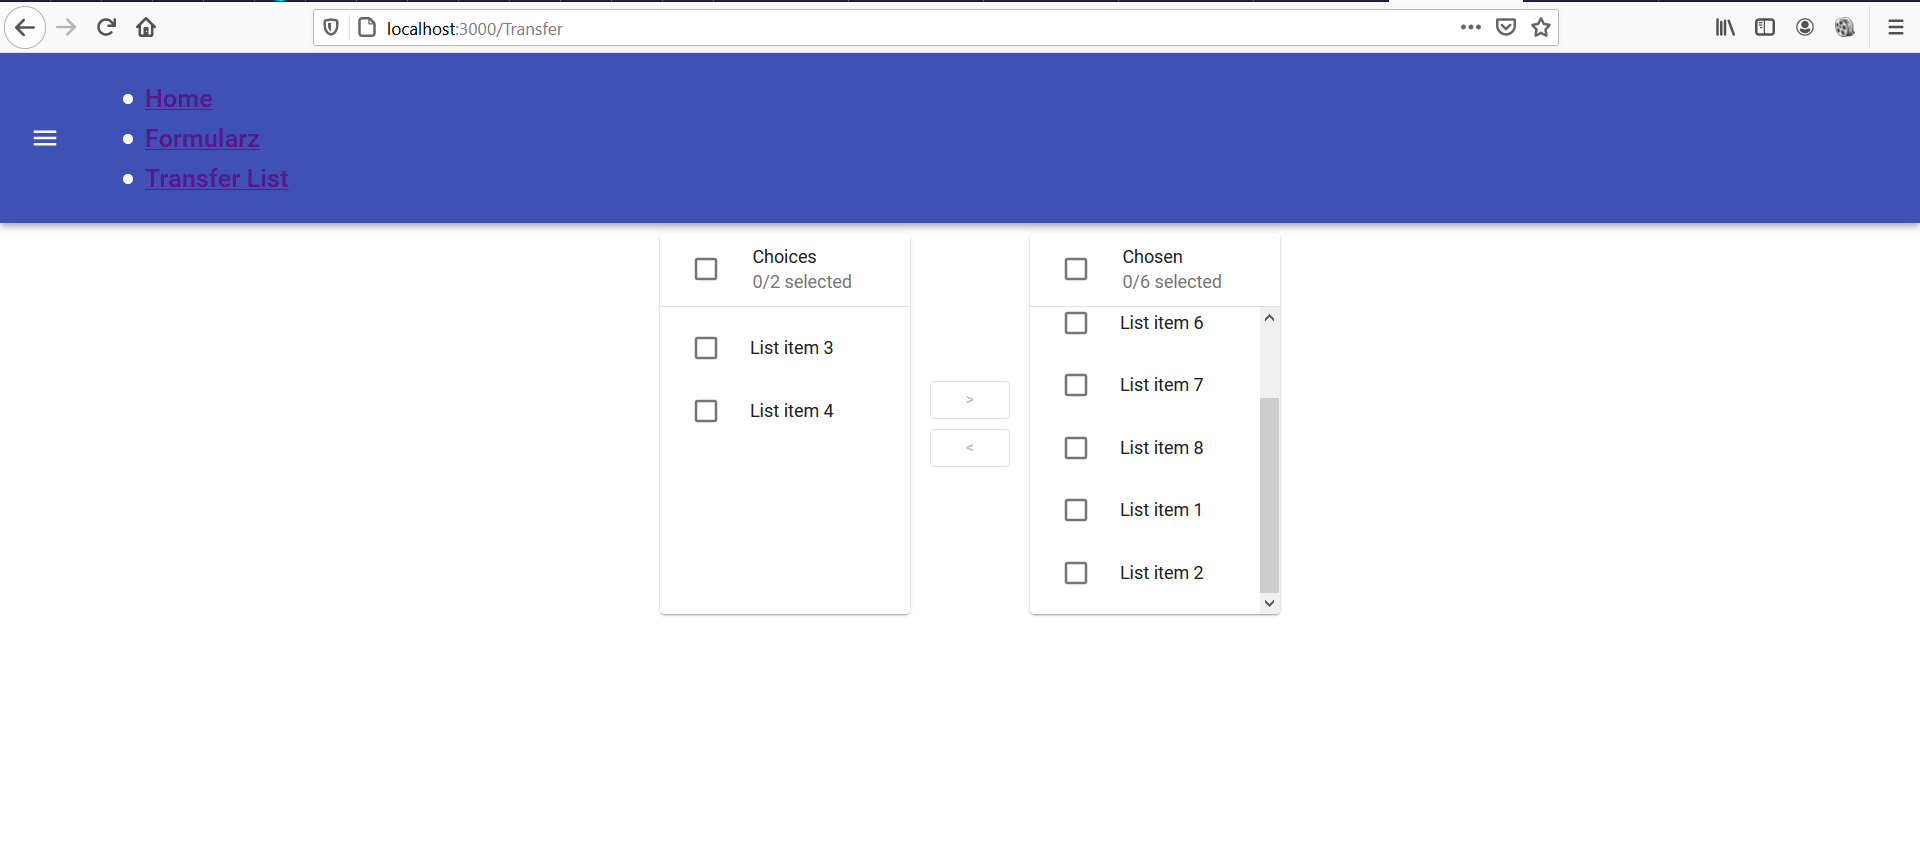 localhost:3000/Transfer
Home
Formularz
Transfer List
Choices
0/2 selected
List item 3
List item 4
>
<
Chosen
0/6 selected
List item 6
List item 7
List item 8
List item 1
List item 2